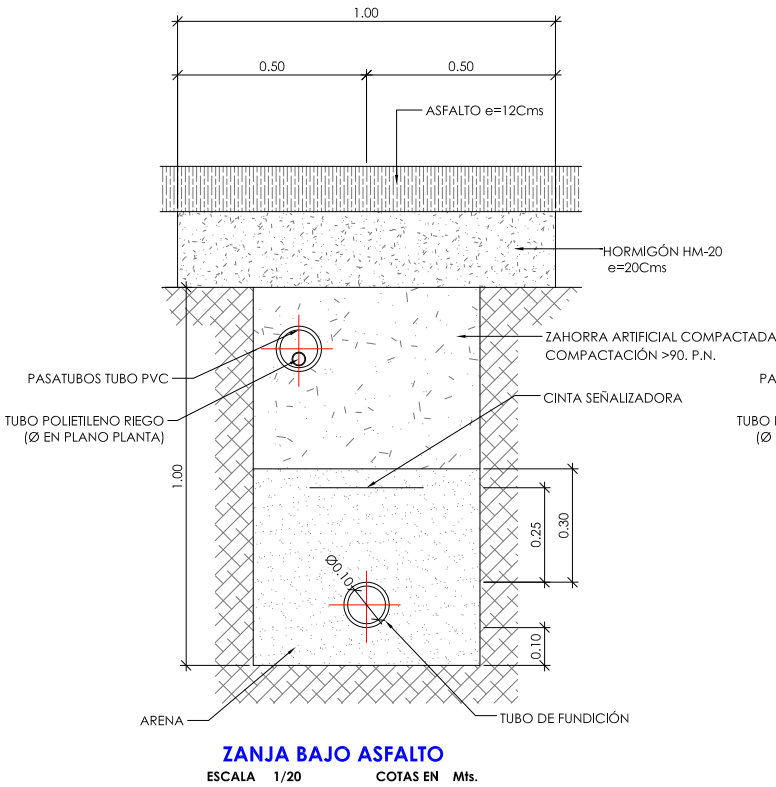 1.00
0.50
0.50
ASFALTO e=12Cms
HORMIGÓN HM-20
e=20Cms
ZAHORRA ARTIFICIAL COMPACTADA
COMPACTACIÓN >90. P.N.
PASATUBOS TUBO PVC
PA
CINTA SEÑALIZADORA
TUBO POLIETILENO RIEGO
(Ø EN PLANO PLANTA)
TUBO
(Ø
1.00
0.25
0.30
Ø0.10
0.10
ARENA
TUBO DE FUNDICIÓN
ZANJA BAJO ASFALTO
ESCALA 1/20 COTAS EN Mts.